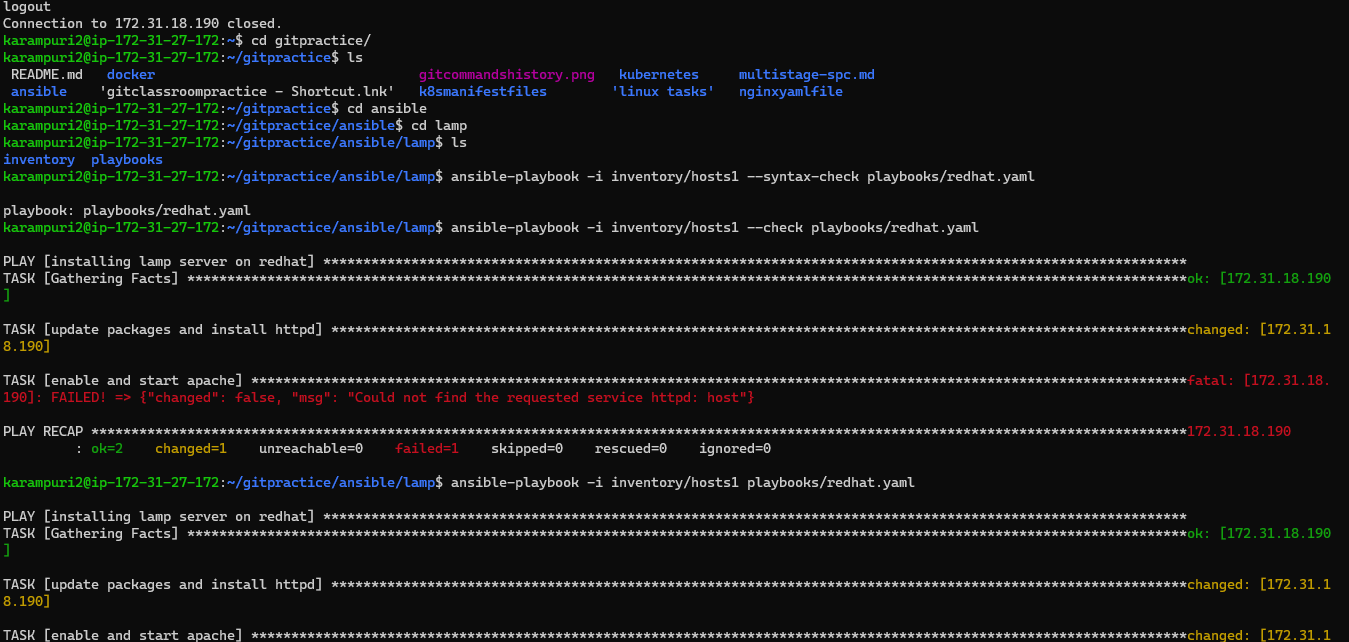 logout
Connection to 172.31.18.190 closed.
karampuri2@ip-172-31-27-172:~$ cd gitpractice/
karampuri2@ip-172-31-27-172:~/gitpractice$ ls
README.md   docker                                 gitcommandshistory.png   kubernetes     multistage-spc.md
ansible    'gitclassroompractice - Shortcut.lnk'   k8smanifestfiles        'linux tasks'   nginxyamlfile
karampuri2@ip-172-31-27-172:~/gitpractice$ cd ansible
karampuri2@ip-172-31-27-172:~/gitpractice/ansible$ cd lamp
karampuri2@ip-172-31-27-172:~/gitpractice/ansible/lamp$ ls
inventory  playbooks
karampuri2@ip-172-31-27-172:~/gitpractice/ansible/lamp$ ansible-playbook -i inventory/hosts1 --syntax-check playbooks/redhat.yaml
playbook: playbooks/redhat.yaml
karampuri2@ip-172-31-27-172:~/gitpractice/ansible/lamp$ ansible-playbook -i inventory/hosts1 --check playbooks/redhat.yaml
PLAY [installing lamp server on redhat] ************************************************************************************************************
TASK [Gathering Facts] *****************************************************************************************************************************ok: [172.31.18.190
]
TASK [update packages and install httpd] ***********************************************************************************************************changed: [172.31.1
8.190]
TASK [enable and start apache] *********************************************************************************************************************fatal: [172.31.18.
190]: FAILED! => {"changed": false, "msg": "Could not find the requested service httpd: host"}
PLAY RECAP *****************************************************************************************************************************************172.31.18.190
: ok=2    changed=1    unreachable=0    failed=1    skipped=0    rescued=0    ignored=0
karampuri2@ip-172-31-27-172:~/gitpractice/ansible/lamp$ ansible-playbook -i inventory/hosts1 playbooks/redhat.yaml
PLAY [installing lamp server on redhat] ************************************************************************************************************
TASK [Gathering Facts] *****************************************************************************************************************************ok: [172.31.18.190
]
TASK [update packages and install httpd] ***********************************************************************************************************changed: [172.31.1
8.190]
TASK [enable and start apache] *********************************************************************************************************************changed: [172.31.1